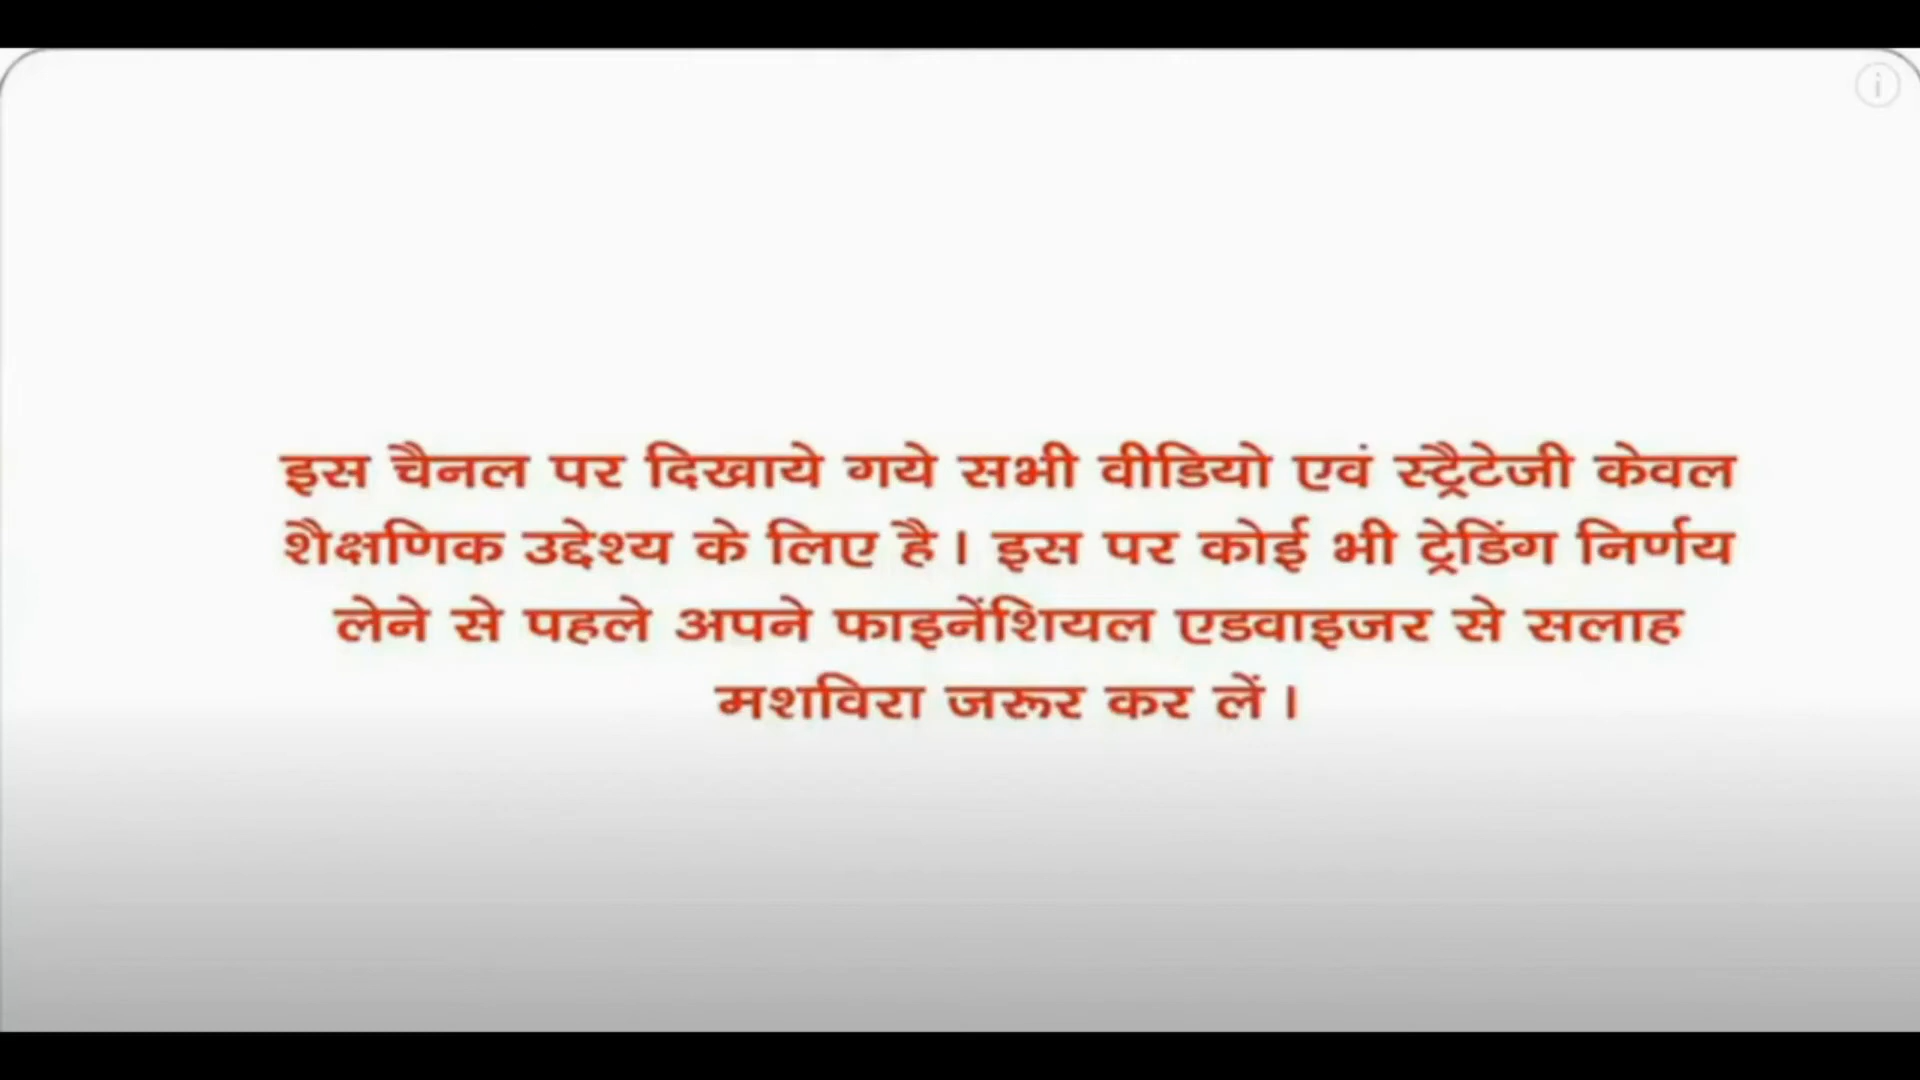 इस चैनल पर दिखाये गये सभी वीडियो एवं स्ट्रैटेजी केवल
शैक्षणिक उद्देश्य के लिए है। इस पर कोई भी ट्रेडिंग निर्णय
लेने से पहले अपने फाइनेंशियल एडवाइजर से सलाह
मशविरा जरूर कर लें।